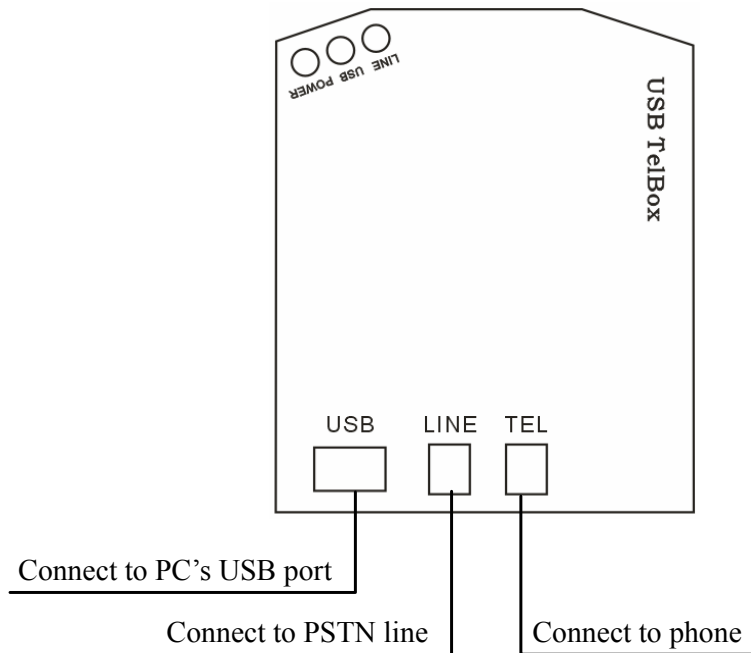 POWER USB LINE
USB TelBox
USB LINE TEL
Connect to PC’s USB port
Connect to PSTN line Connect to phone